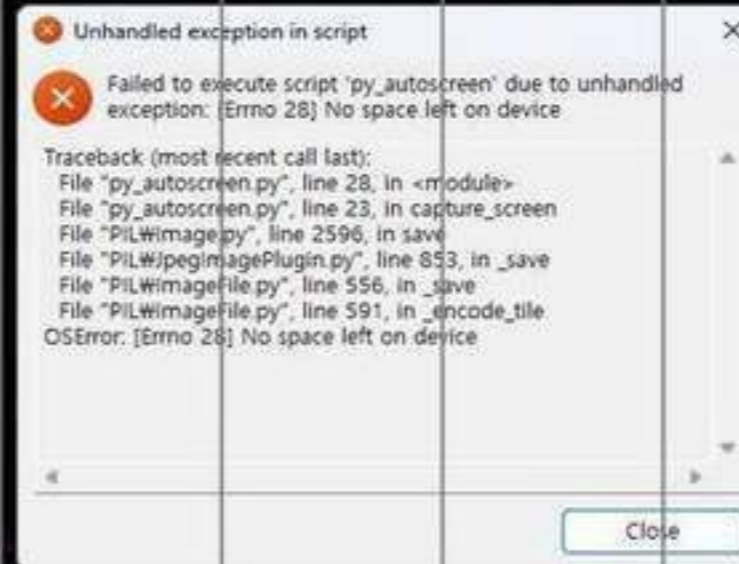 Unhandled exception in script
Failed to execute script 'py_autoscreen' due to unhandled
exception: [Errno 28] No space left on device
Traceback (most recent call last):
File "py_autoscreen.py", line 28, in <module>
File "py_autoscreen.py", line 23, in capture_screen
File "PIL₩Image.py", line 2596, in save
File "PIL₩JpegImagePlugin.py", line 853, in _save
File "PIL₩ImageFile.py", line 556, in _save
File "PIL₩ImageFile.py", line 591, in _encode_tile
OSError: [Errno 28] No space left on device
Close